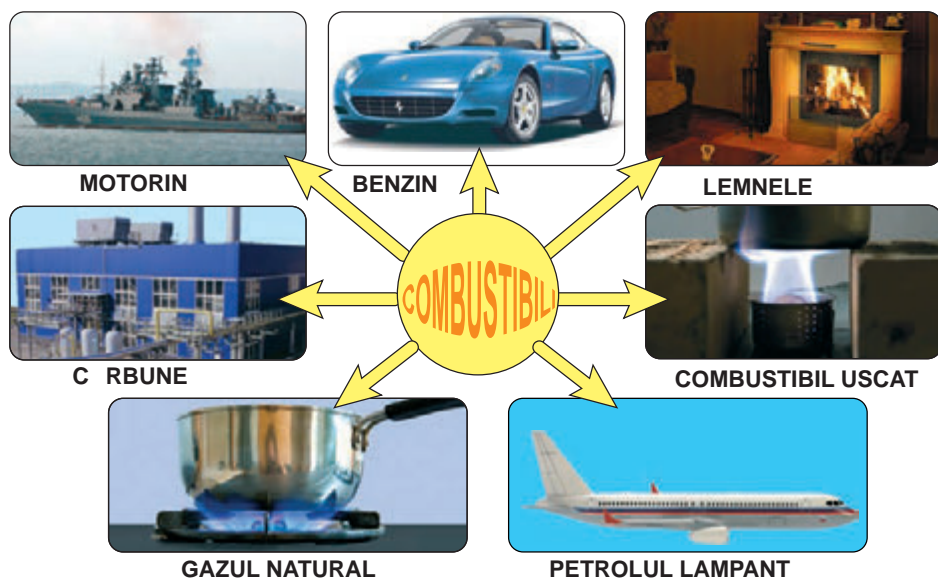 MOTORIN
BENZIN
LEMNELE
COMBUSTIBILI
C RBUNE
COMBUSTIBIL USCAT
GAZUL NATURAL
PETROLUL LAMPANT